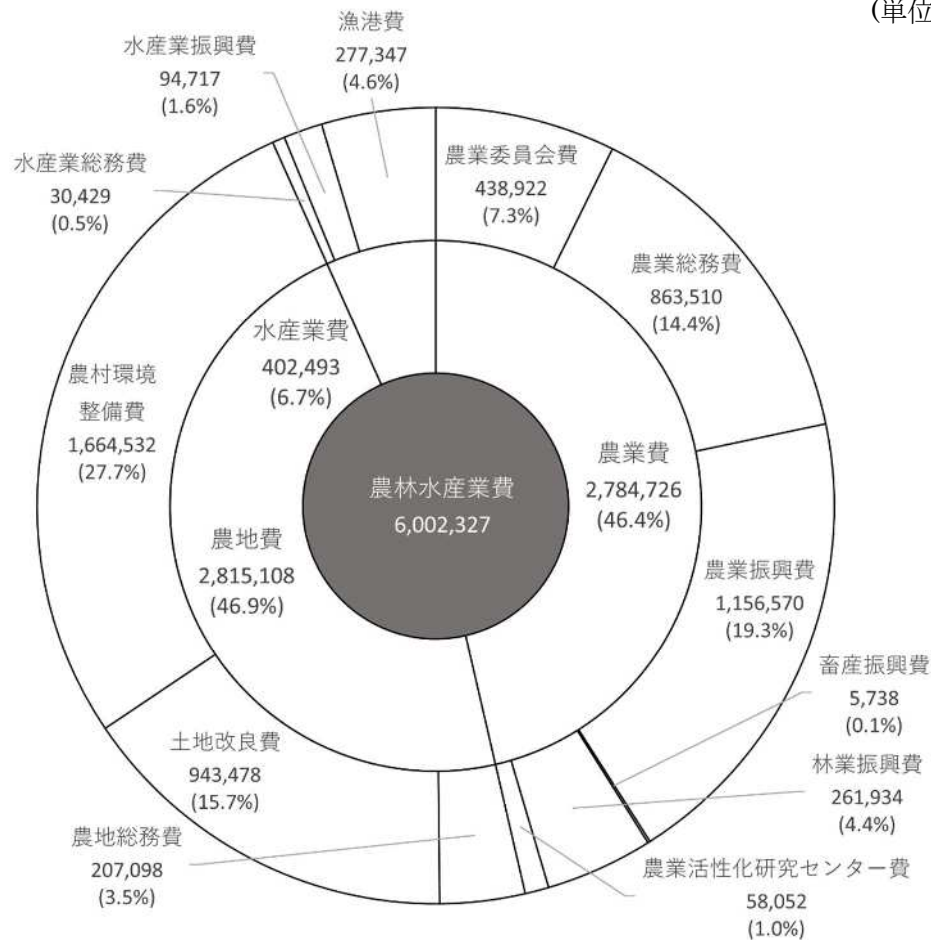 (単位
漁港費
277,347
(4.6%)
水産業振興費
94,717
(1.6%)
水産業総務費
30,429
(0.5%)
農業委員会費
438,922
(7.3%)
農業総務費
863,510
(14.4%)
水産業費
402,493
(6.7%)
農村環境
整備費
1,664,532
(27.7%)
農業費
2,784,726
(46.4%)
農林水産業費
6,002,327
農地費
2,815,108
(46.9%)
農業振興費
1,156,570
(19.3%)
畜産振興費
5,738
(0.1%)
林業振興費
261,934
(4.4%)
農業活性化研究センター費
58,052
(1.0%)
土地改良費
943,478
(15.7%)
農地総務費
207,098
(3.5%)